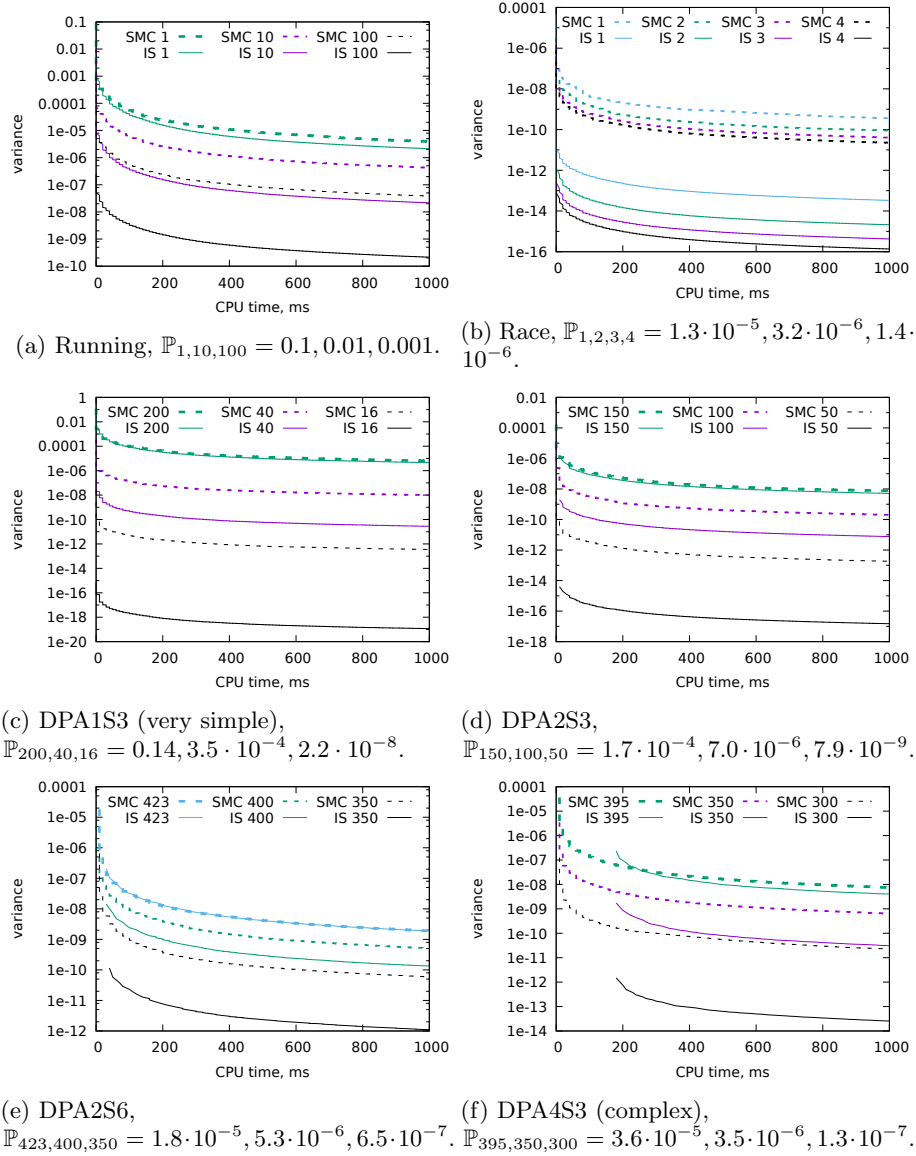 0.1
0.01
0.001
0.0001
1e-05
1e-06
1e-07
1e-08
1e-09
1e-10
variance
SMC 1 SMC 10 SMC 100
IS 1 IS 10 IS 100
0 200 400 600 800 1000
CPU time, ms
(a) Running, ℙ₁,₁₀,₁₀₀ = 0.1, 0.01, 0.001.
0.0001
1e-06
1e-08
1e-10
1e-14
1e-16
variance
SMC 1 SMC 2 SMC 3 SMC 4
IS 1 IS 2 IS 3 IS 4
0 200 400 600 800 1000
CPU time, ms
(b) Race, ℙ₁,₂,₃,₄ = 1.3·10⁻⁵, 3.2·10⁻⁶, 1.4·
10⁻⁶.
1
0.01
0.0001
1e-06
1e-08
1e-10
1e-12
1e-14
1e-16
1e-18
1e-20
variance
SMC 200 SMC 40 SMC 16
IS 200 IS 40 IS 16
0 200 400 600 800 1000
CPU time, ms
(c) DPA1S3 (very simple),
ℙ₂₀₀,₄₀,₁₆ = 0.14, 3.5 · 10⁻⁴, 2.2 · 10⁻⁸.
0.01
0.0001
1e-06
1e-08
1e-10
1e-12
1e-14
1e-16
1e-18
variance
SMC 150 SMC 100 SMC 50
IS 150 IS 100 IS 50
0 200 400 600 800 1000
CPU time, ms
(d) DPA2S3,
ℙ₁₅₀,₁₀₀,₅₀ = 1.7 · 10⁻⁴, 7.0 · 10⁻⁶, 7.9 · 10⁻⁹.
0.0001
1e-05
1e-06
1e-07
1e-08
1e-09
1e-10
1e-11
1e-12
variance
SMC 423 SMC 400 SMC 350
IS 423 IS 400 IS 350
0 200 400 600 800 1000
CPU time, ms
(e) DPA2S6,
ℙ₄₂₃,₄₀₀,₃₅₀ = 1.8·10⁻⁵, 5.3·10⁻⁶, 6.5·10⁻⁷.
0.0001
1e-05
1e-06
1e-07
1e-08
1e-09
1e-10
1e-11
1e-12
1e-13
1e-14
variance
SMC 395 SMC 350 SMC 300
IS 395 IS 350 IS 300
0 200 400 600 800 1000
CPU time, ms
(f) DPA4S3 (complex),
ℙ₃₉₅,₃₅₀,₃₀₀ = 3.6·10⁻⁵, 3.5·10⁻⁶, 1.3·10⁻⁷.